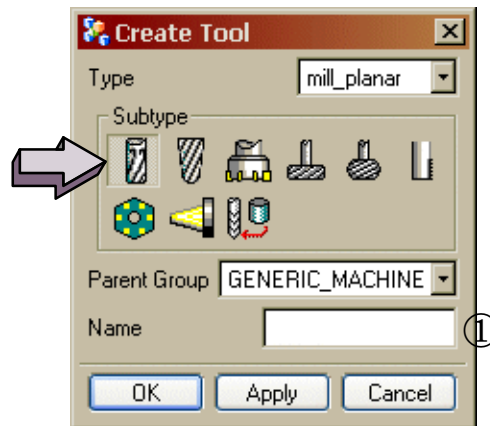 Create Tool
Type mill_planar
Subtype
Parent Group GENERIC_MACHINE
Name ①
OK Apply Cancel